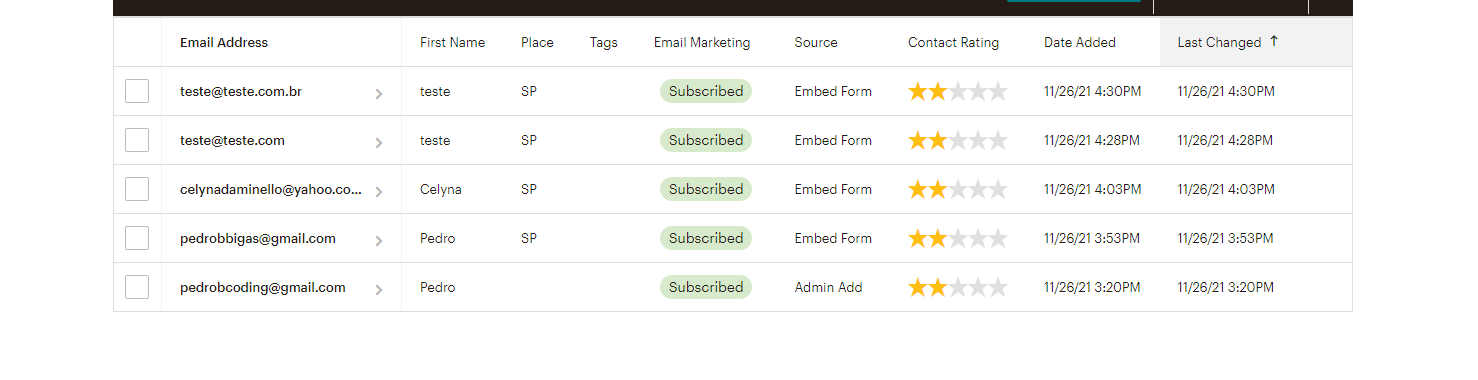 Email Address First Name Place Tags Email Marketing Source Contact Rating Date Added Last Changed ↑
teste@teste.com.br teste SP Subscribed Embed Form 11/26/21 4:30PM 11/26/21 4:30PM
teste@teste.com teste SP Subscribed Embed Form 11/26/21 4:28PM 11/26/21 4:28PM
celynadaminello@yahoo.co... Celyna SP Subscribed Embed Form 11/26/21 4:03PM 11/26/21 4:03PM
pedrobbigas@gmail.com Pedro SP Subscribed Embed Form 11/26/21 3:53PM 11/26/21 3:53PM
pedrobcoding@gmail.com Pedro Subscribed Admin Add 11/26/21 3:20PM 11/26/21 3:20PM